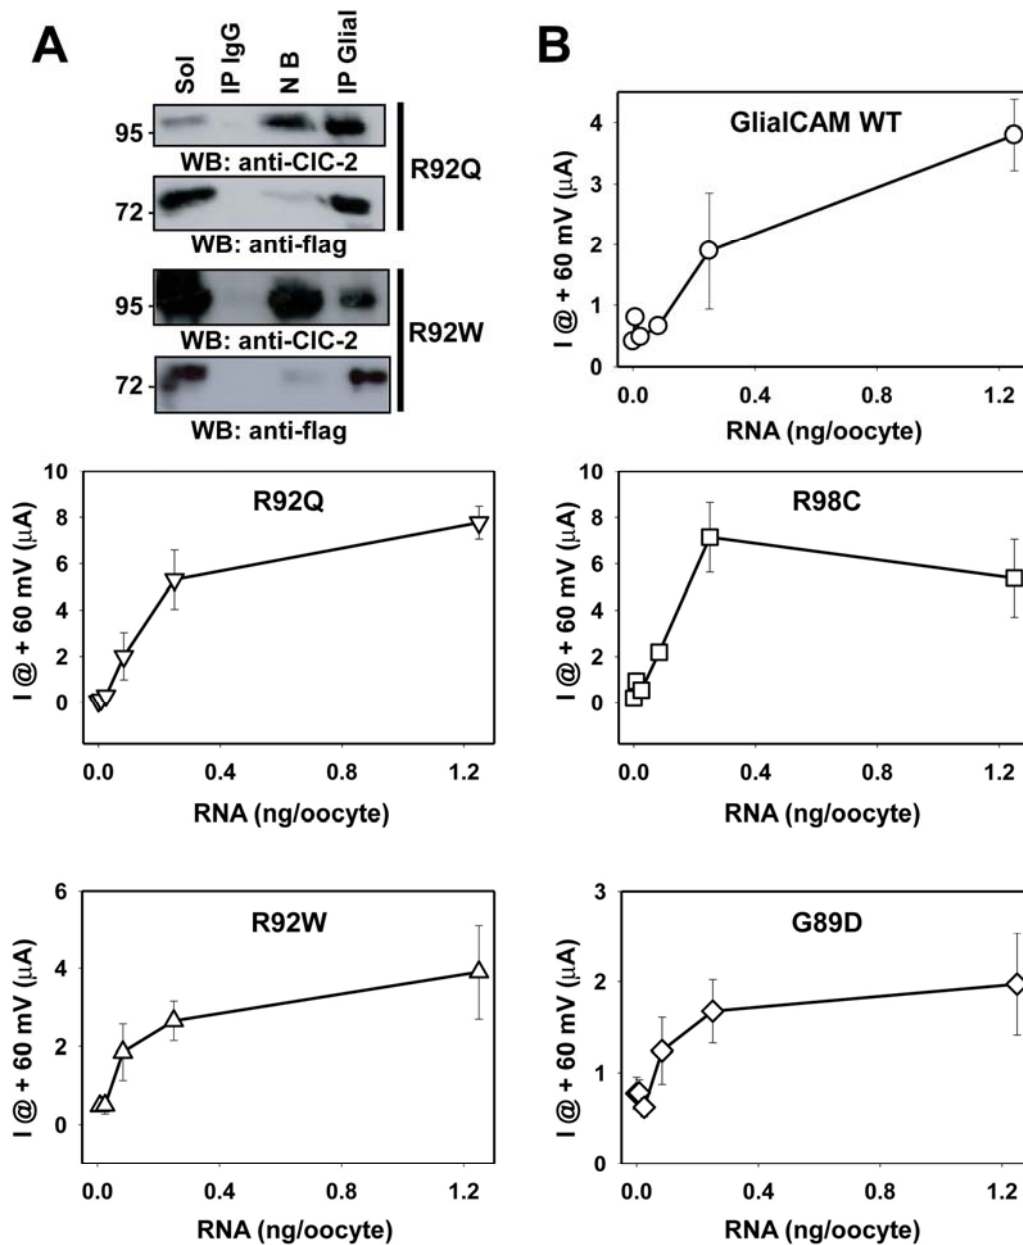 A
Sol
IP IgG
N B
IP Glial
95
WB: anti-ClC-2
72
WB: anti-flag
R92Q
95
WB: anti-ClC-2
72
WB: anti-flag
R92W
B
GlialCAM WT
4
3
2
1
0
I @ + 60 mV (μA)
0.0 0.4 0.8 1.2
RNA (ng/oocyte)
R92Q
10
8
6
4
2
0
I @ + 60 mV (μA)
0.0 0.4 0.8 1.2
RNA (ng/oocyte)
R98C
10
8
6
4
2
0
I @ + 60 mV (μA)
0.0 0.4 0.8 1.2
RNA (ng/oocyte)
R92W
6
4
2
0
I @ + 60 mV (μA)
0.0 0.4 0.8 1.2
RNA (ng/oocyte)
G89D
3
2
1
0
I @ + 60 mV (μA)
0.0 0.4 0.8 1.2
RNA (ng/oocyte)